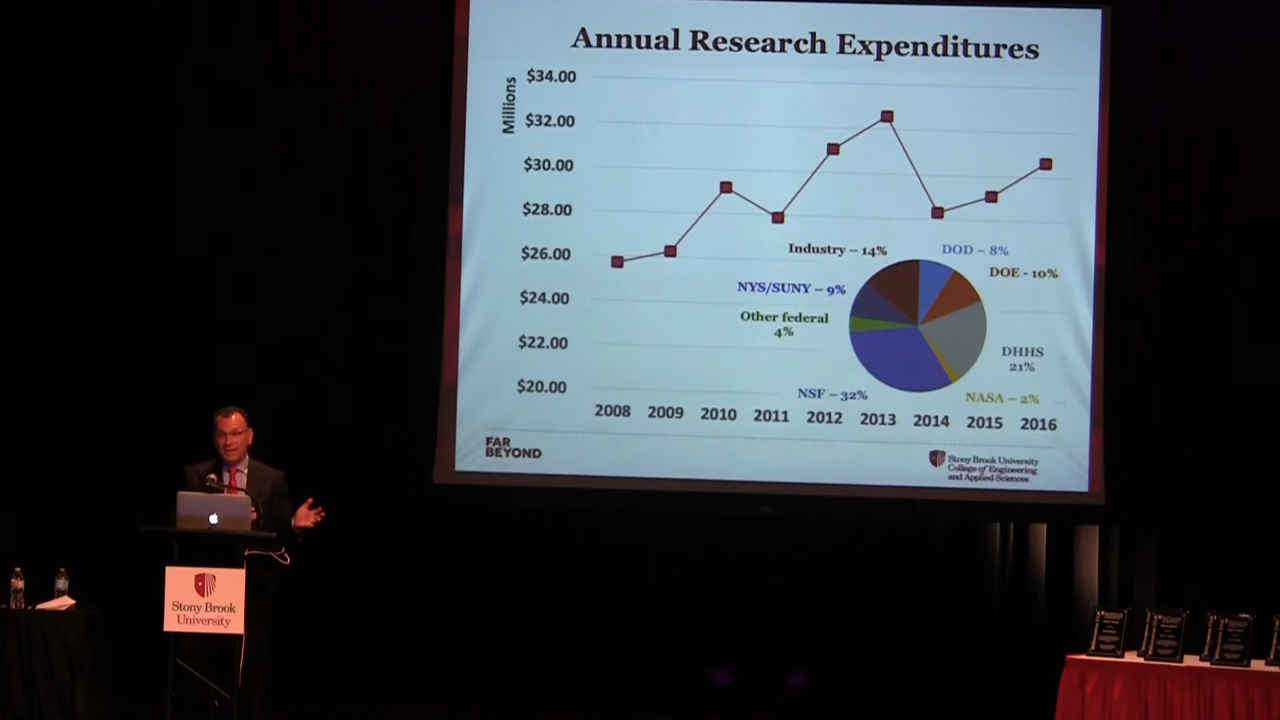 Annual Research Expenditures
Millions
$34.00
$32.00
$30.00
$28.00
$26.00
$24.00
$22.00
$20.00
2008 2009 2010 2011 2012 2013 2014 2015 2016
Industry – 14%
DOD – 8%
DOE - 10%
NYS/SUNY – 9%
Other federal
4%
DHHS
21%
NSF – 32%
NASA – 2%
FAR
BEYOND
Stony Brook University
College of Engineering
and Applied Sciences
Stony Brook
University